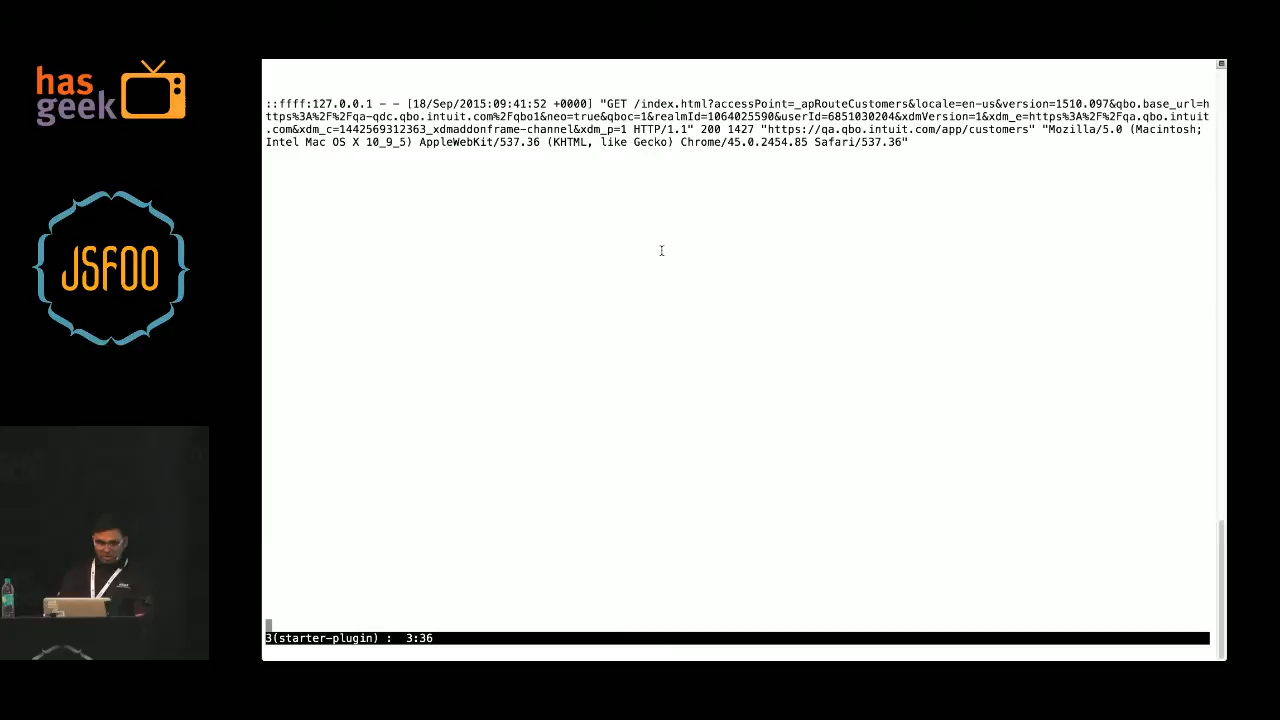 has
geek
JSFOO
::ffff:127.0.0.1 - - [18/Sep/2015:09:41:52 +0000] "GET /index.html?accessPoint=_apRouteCustomers&locale=en-us&version=1510.097&qbo.base_url=h
ttps%3A%2F%2Fqa-qdc.qbo.intuit.com%2Fqbo1&neo=true&qboc=1&realmId=1064025590&userId=6851030204&xdmVersion=1&xdm_e=https%3A%2F%2Fqa.qbo.intuit
.com&xdm_c=1442569312363_xdmaddonframe-channel&xdm_p=1 HTTP/1.1" 200 1427 "https://qa.qbo.intuit.com/app/customers" "Mozilla/5.0 (Macintosh;
Intel Mac OS X 10_9_5) AppleWebKit/537.36 (KHTML, like Gecko) Chrome/45.0.2454.85 Safari/537.36"
3(starter-plugin) : 3:36